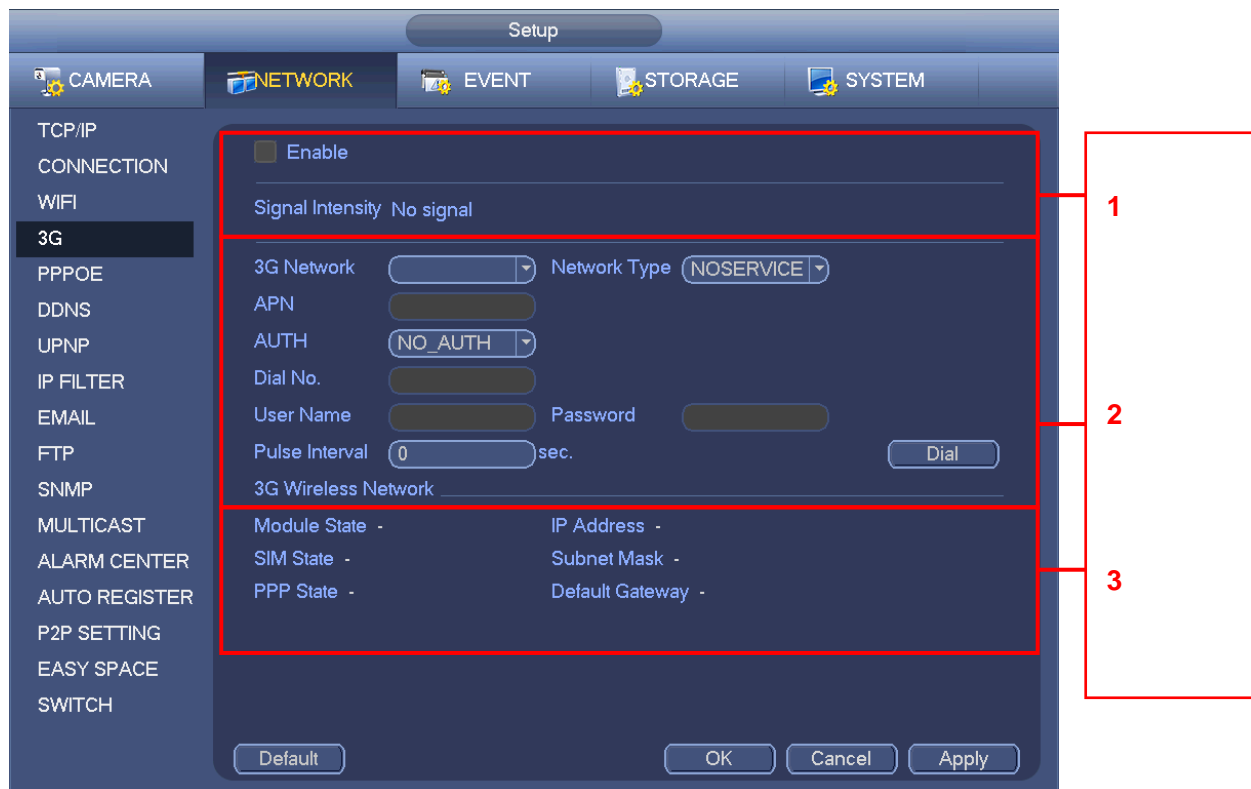 Setup
CAMERA NETWORK EVENT STORAGE SYSTEM
TCP/IP
CONNECTION
WIFI
3G
PPPOE
DDNS
UPNP
IP FILTER
EMAIL
FTP
SNMP
MULTICAST
ALARM CENTER
AUTO REGISTER
P2P SETTING
EASY SPACE
SWITCH
Enable
Signal Intensity No signal
3G Network Network Type NOSERVICE
APN
AUTH NO_AUTH
Dial No.
User Name Password
Pulse Interval 0 sec. Dial
3G Wireless Network
Module State - IP Address -
SIM State - Subnet Mask -
PPP State - Default Gateway -
Default OK Cancel Apply
1
2
3